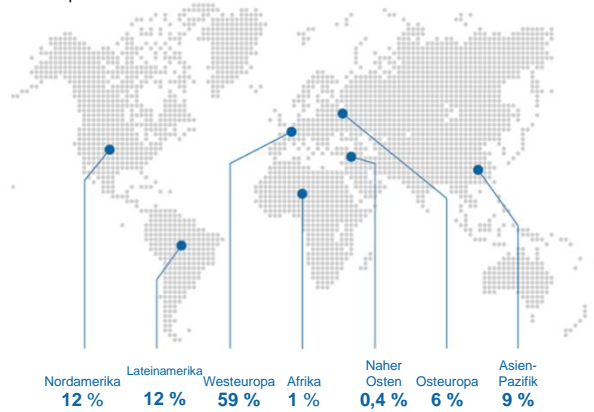 Nordamerika
12 %
Lateinamerika
12 %
Westeuropa
59 %
Afrika
1 %
Naher
Osten
0,4 %
Osteuropa
6 %
Asien-
Pazifik
9 %